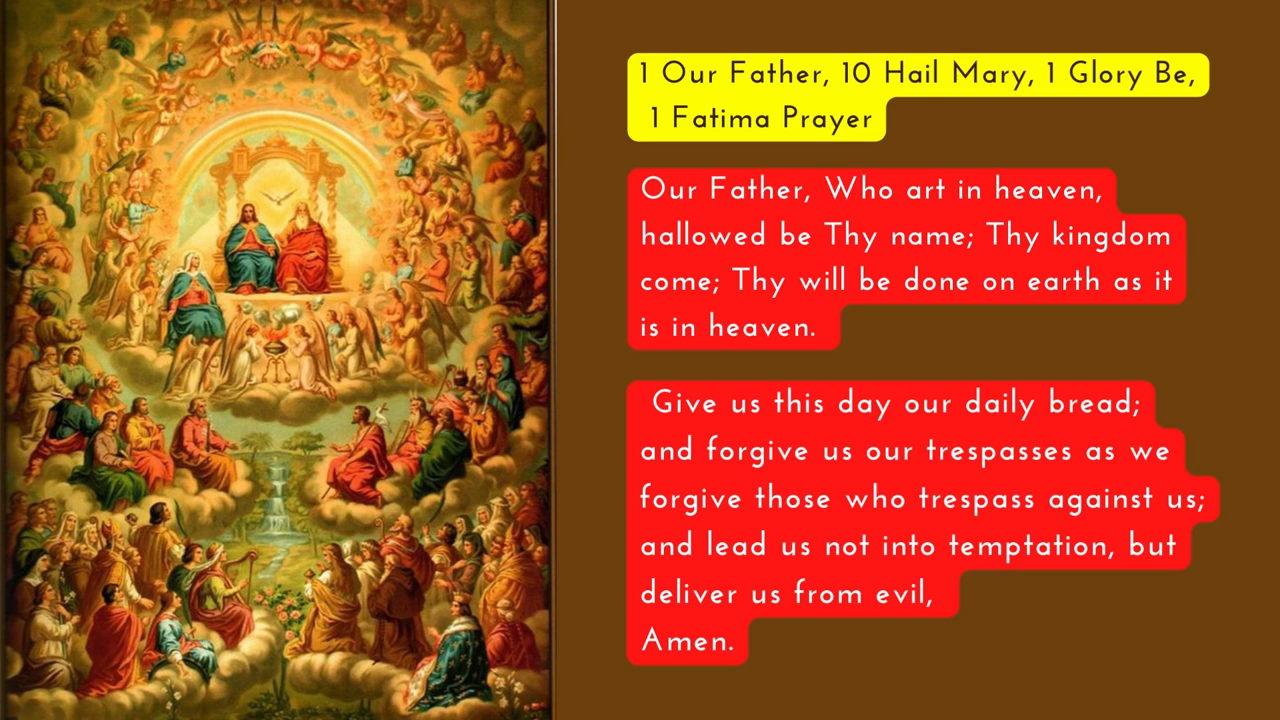 1 Our Father, 10 Hail Mary, 1 Glory Be,
1 Fatima Prayer
Our Father, Who art in heaven,
hallowed be Thy name; Thy kingdom
come; Thy will be done on earth as it
is in heaven.
Give us this day our daily bread;
and forgive us our trespasses as we
forgive those who trespass against us;
and lead us not into temptation, but
deliver us from evil,
Amen.